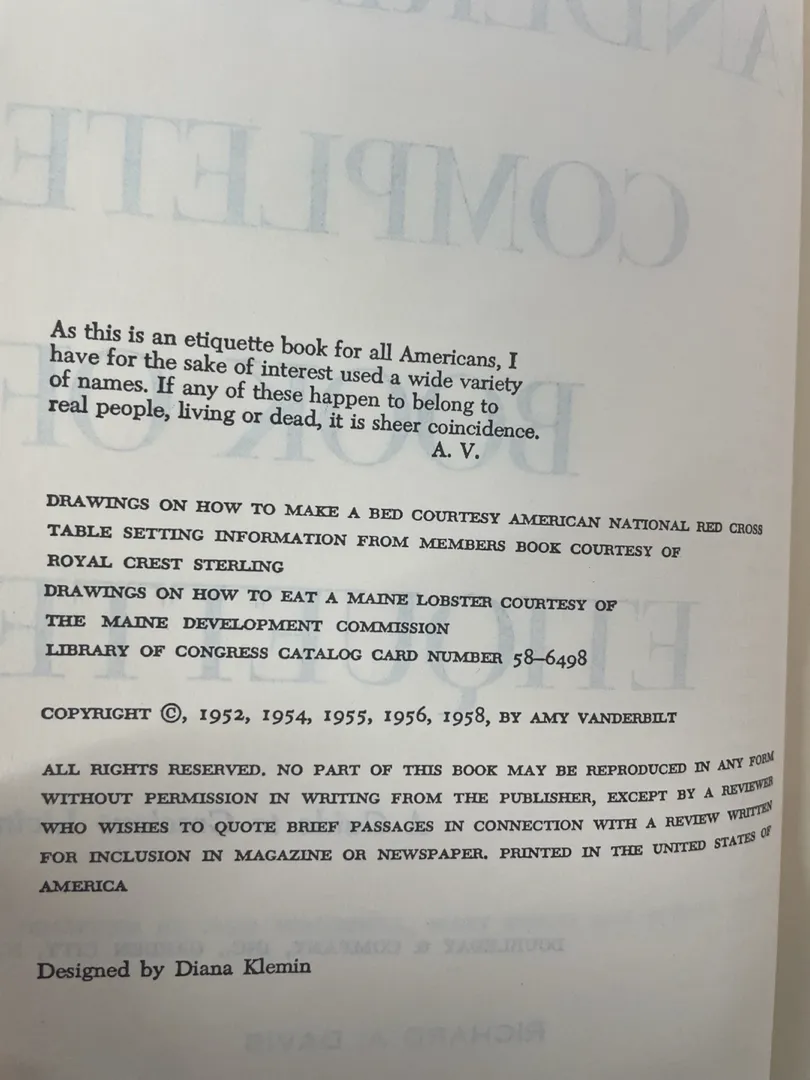 As this is an etiquette book for all Americans, I
have for the sake of interest used a wide variety
of names. If any of these happen to belong to
real people, living or dead, it is sheer coincidence.
A. V.
DRAWINGS ON HOW TO MAKE A BED COURTESY AMERICAN NATIONAL RED CROSS
TABLE SETTING INFORMATION FROM MEMBERS BOOK COURTESY OF
ROYAL CREST STERLING
DRAWINGS ON HOW TO EAT A MAINE LOBSTER COURTESY OF
THE MAINE DEVELOPMENT COMMISSION
LIBRARY OF CONGRESS CATALOG CARD NUMBER 58–6498
COPYRIGHT ©, 1952, 1954, 1955, 1956, 1958, BY AMY VANDERBILT
ALL RIGHTS RESERVED. NO PART OF THIS BOOK MAY BE REPRODUCED IN ANY FORM
WITHOUT PERMISSION IN WRITING FROM THE PUBLISHER, EXCEPT BY A REVIEWER
WHO WISHES TO QUOTE BRIEF PASSAGES IN CONNECTION WITH A REVIEW WRITTEN
FOR INCLUSION IN MAGAZINE OR NEWSPAPER. PRINTED IN THE UNITED STATES OF
AMERICA
Designed by Diana Klemin